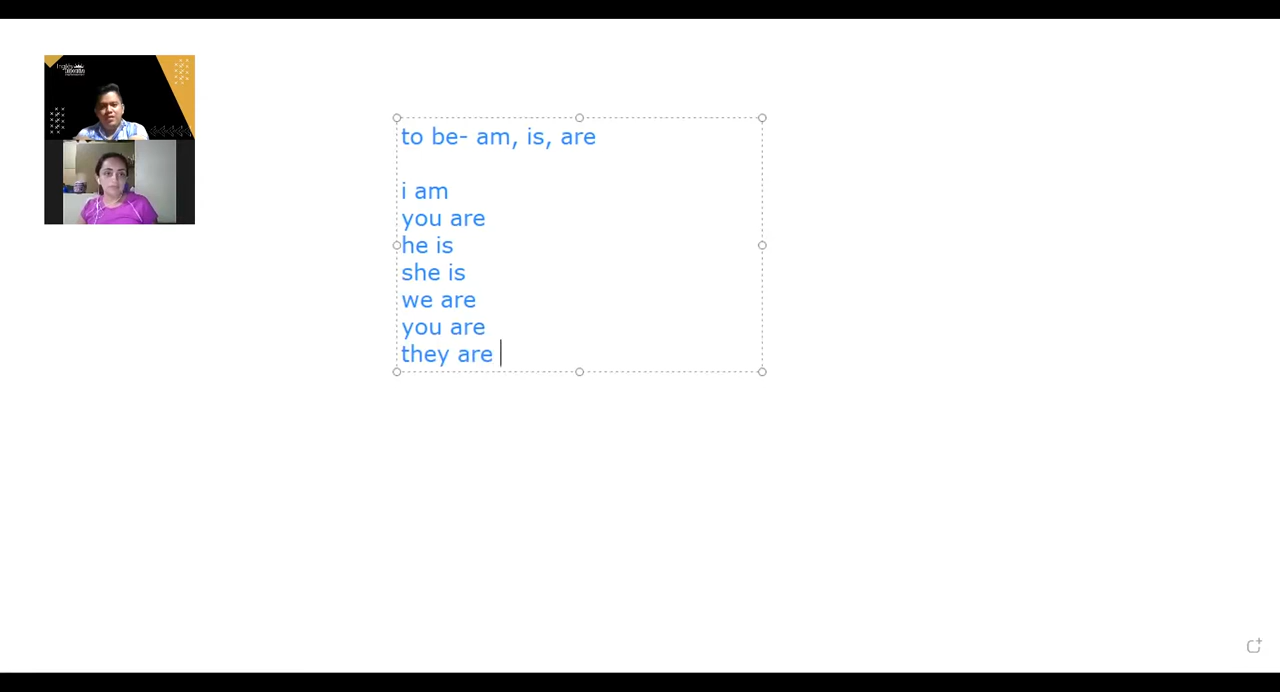 to be- am, is, are
i am
you are
he is
she is
we are
you are
they are